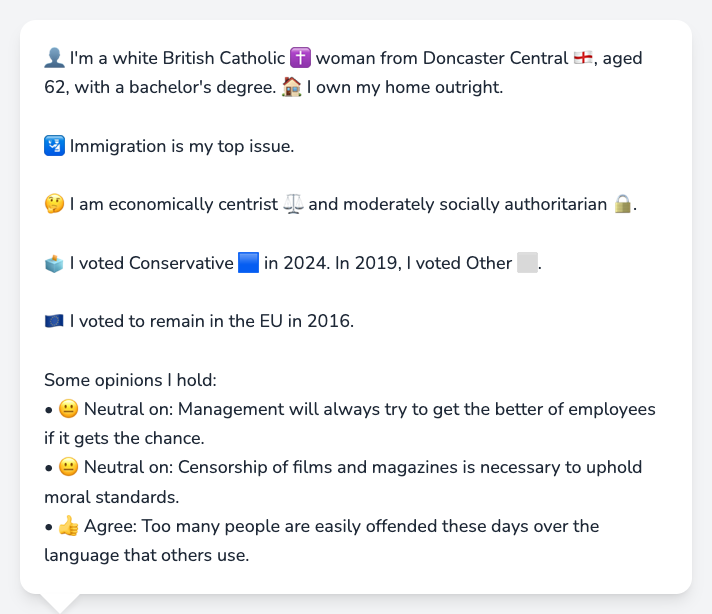 👤 I'm a white British Catholic ✝️ woman from Doncaster Central 🏴󠁧󠁢󠁥󠁮󠁧󠁿, aged
62, with a bachelor's degree. 🏠 I own my home outright.
🛂 Immigration is my top issue.
🤔 I am economically centrist ⚖️ and moderately socially authoritarian 🔒.
🗳️ I voted Conservative 🟦 in 2024. In 2019, I voted Other ⬜.
🇪🇺 I voted to remain in the EU in 2016.
Some opinions I hold:
• 😐 Neutral on: Management will always try to get the better of employees
if it gets the chance.
• 😐 Neutral on: Censorship of films and magazines is necessary to uphold
moral standards.
• 👍 Agree: Too many people are easily offended these days over the
language that others use.